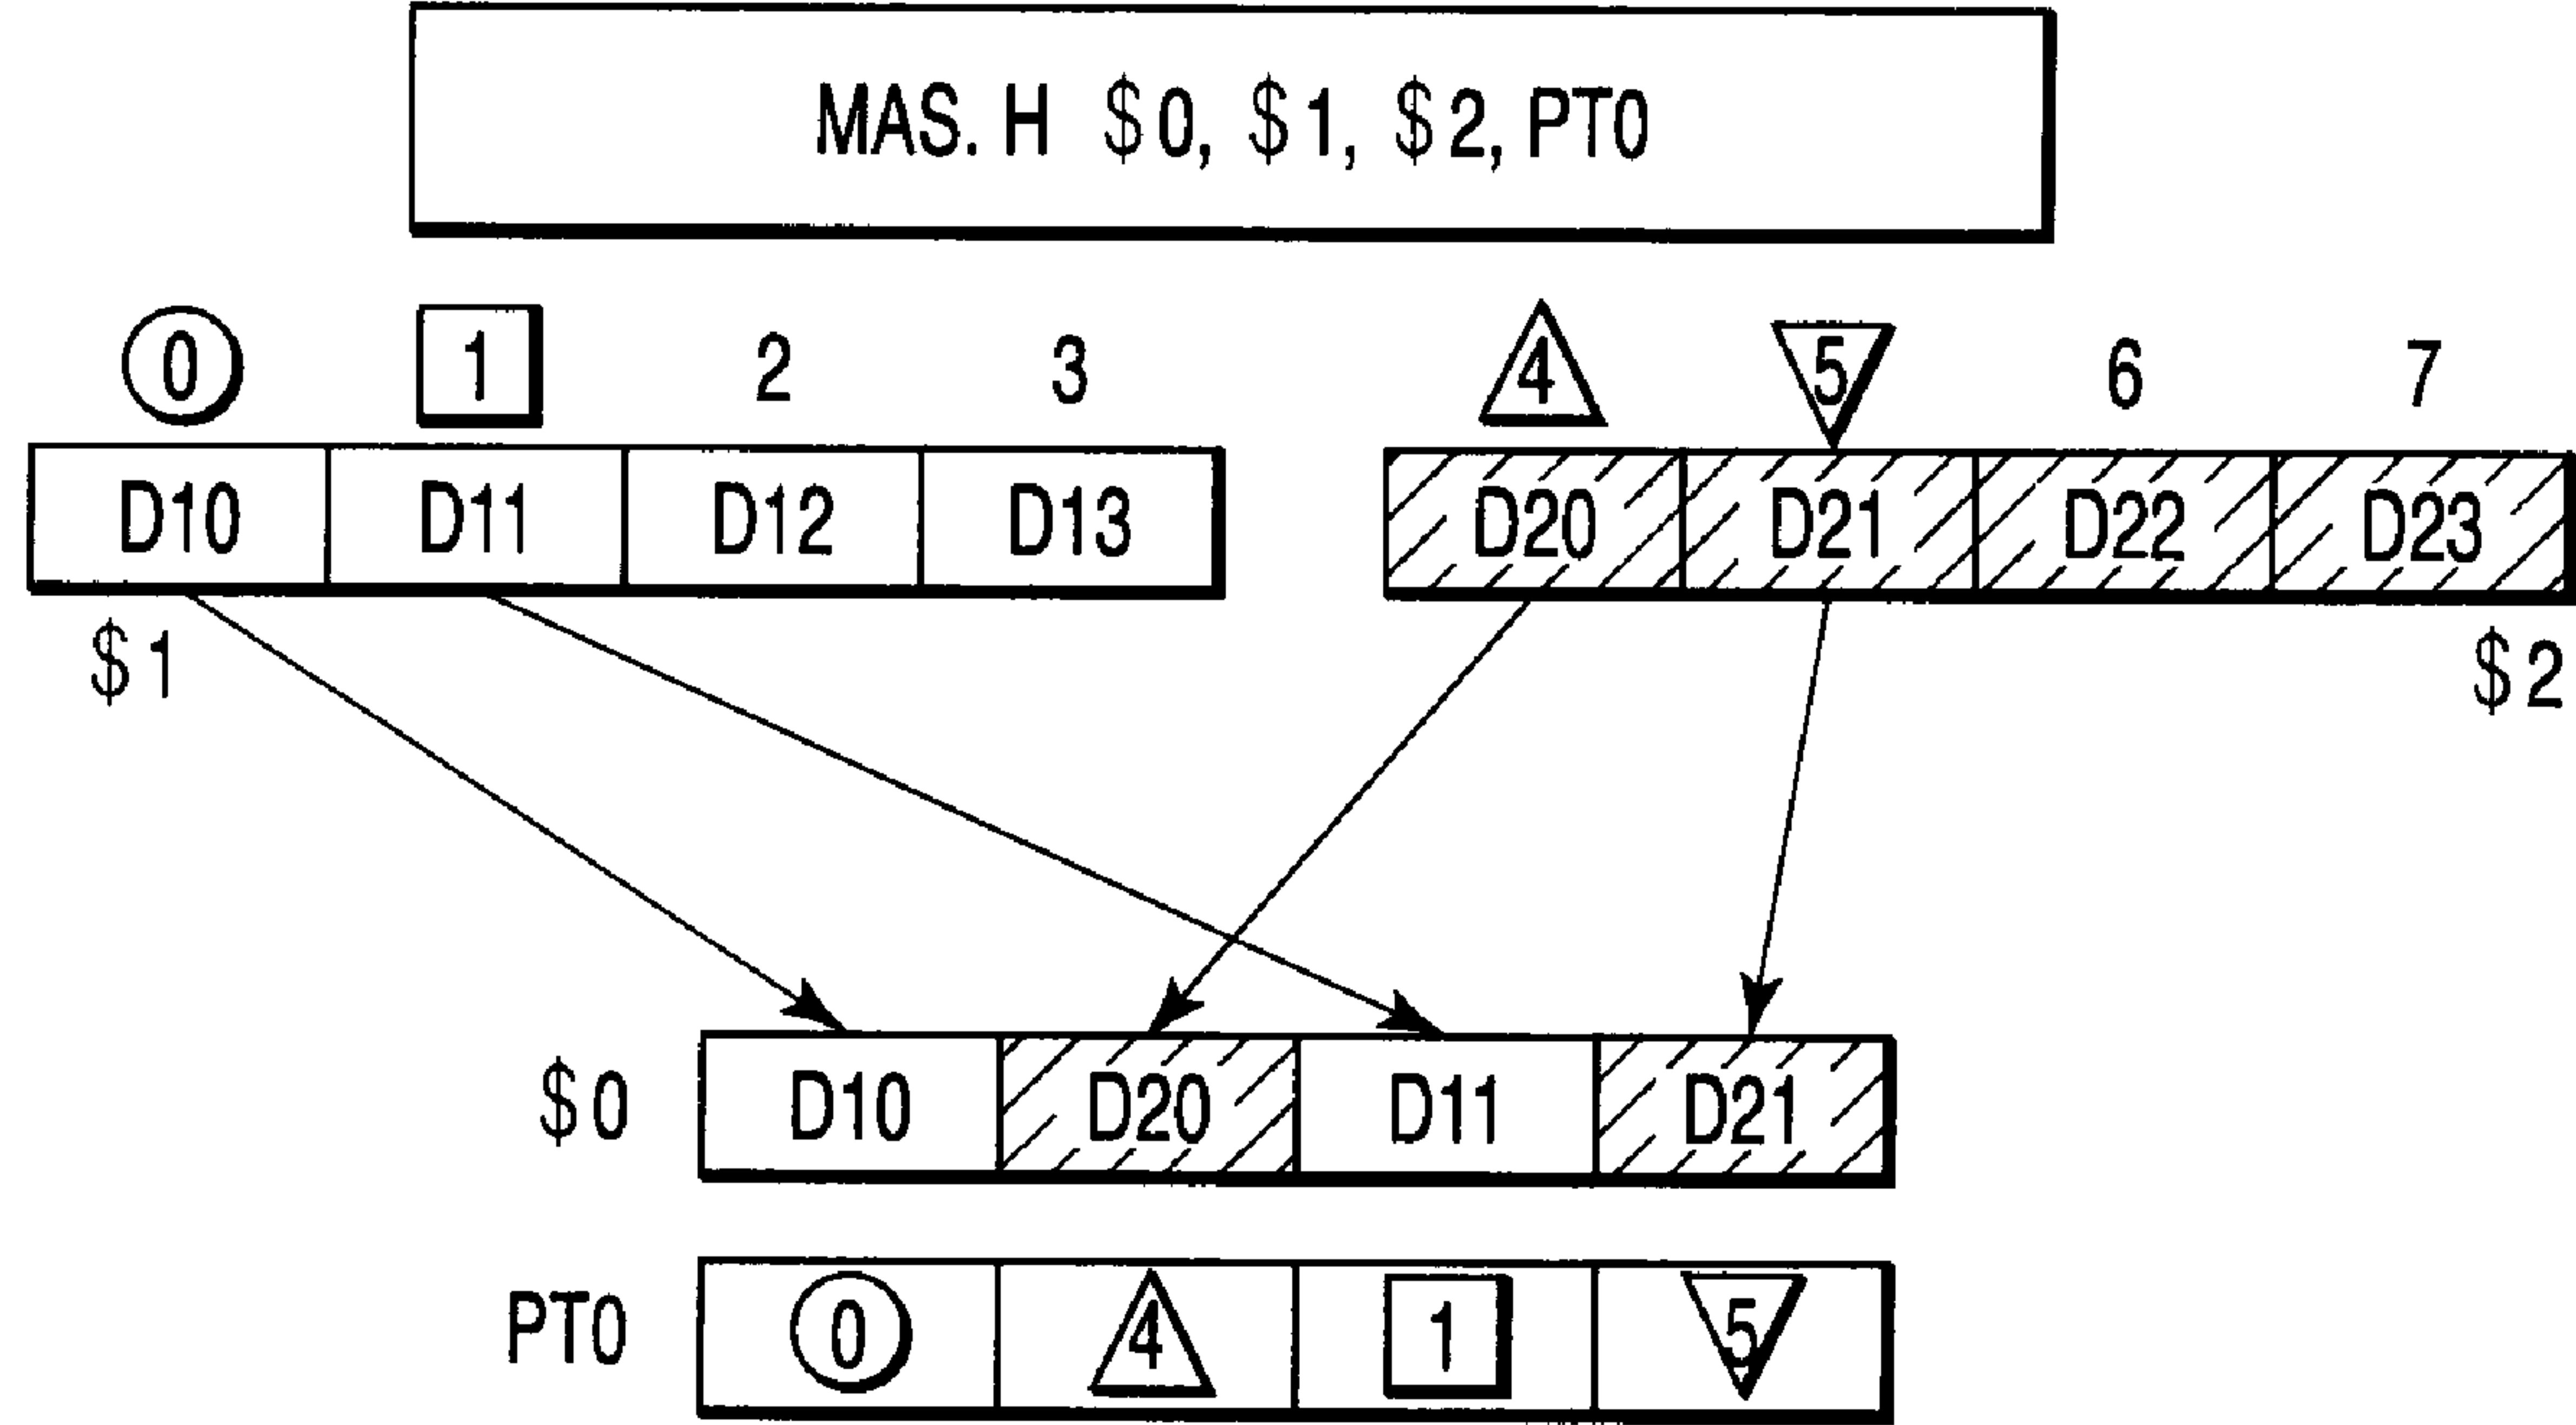 MAS. H $0, $1, $2, PT0
0 1 2 3 4 5 6 7
D10 D11 D12 D13 D20 D21 D22 D23
$1 $2
$0 D10 D20 D11 D21
PT0 0 4 1 5